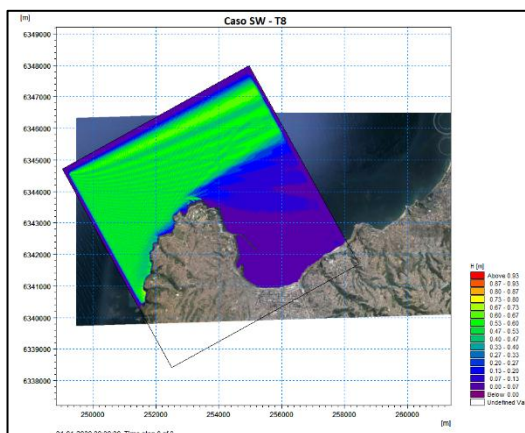 Caso SW - T8
[m]
6349000
6348000
6347000
6346000
6345000
6344000
6343000
6342000
6341000
6340000
6339000
6338000
250000 252000 254000 256000 258000 260000
[m]
H [m]
Above 0.93
0.87 - 0.93
0.80 - 0.87
0.73 - 0.80
0.67 - 0.73
0.60 - 0.67
0.53 - 0.60
0.47 - 0.53
0.40 - 0.47
0.33 - 0.40
0.27 - 0.33
0.20 - 0.27
0.13 - 0.20
0.07 - 0.13
0.00 - 0.07
Below 0.00
Undefined Val